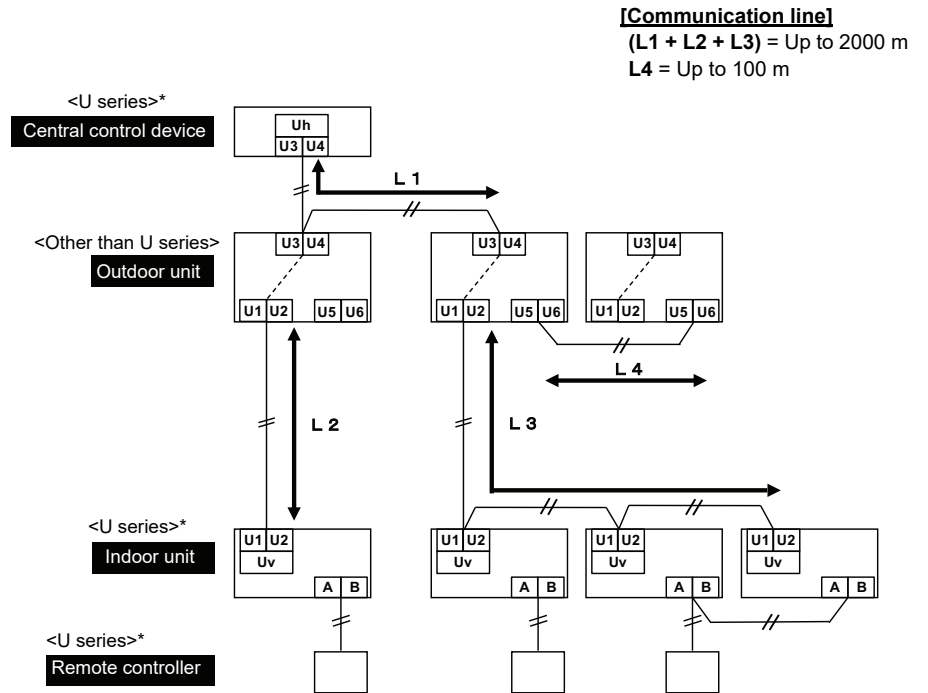 [Communication line]
(L1 + L2 + L3) = Up to 2000 m
L4 = Up to 100 m
<U series>*
Central control device
Uh
U3 U4
L 1
<Other than U series>
Outdoor unit
U3 U4
U3 U4
U3 U4
U1 U2
U5 U6
U1 U2
U5 U6
U1 U2
U5 U6
L 4
L 2
L 3
<U series>*
Indoor unit
U1 U2
U1 U2
U1 U2
U1 U2
Uv
Uv
Uv
Uv
A B
A B
A B
A B
<U series>*
Remote controller